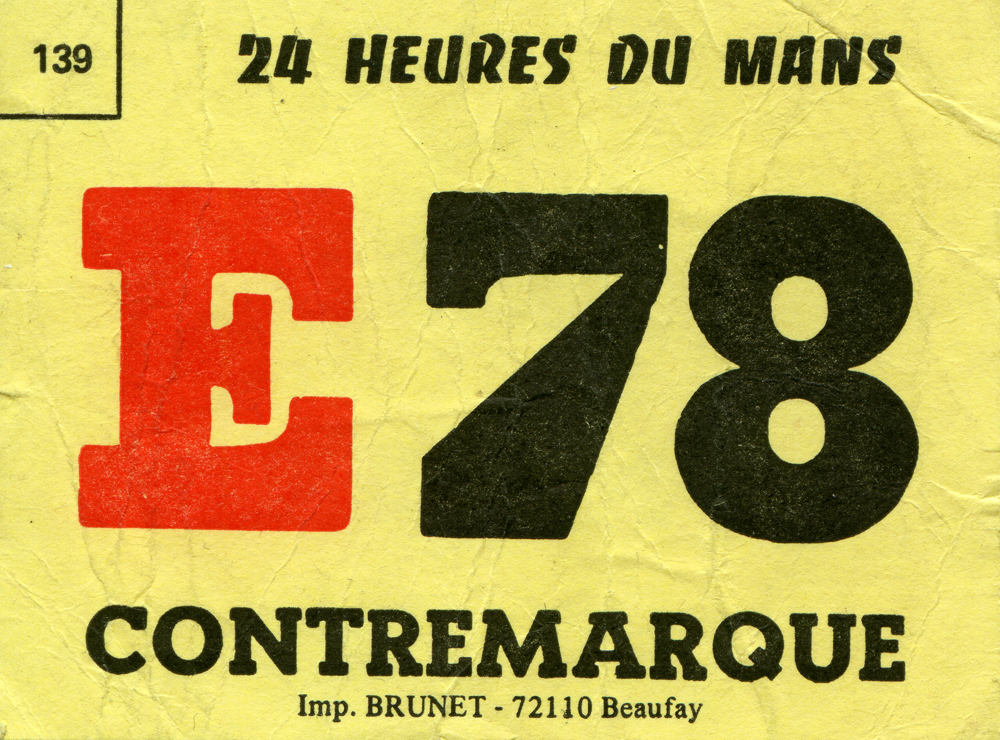 139
24 HEURES DU MANS
E 78
CONTREMARQUE
Imp. BRUNET - 72110 Beaufay